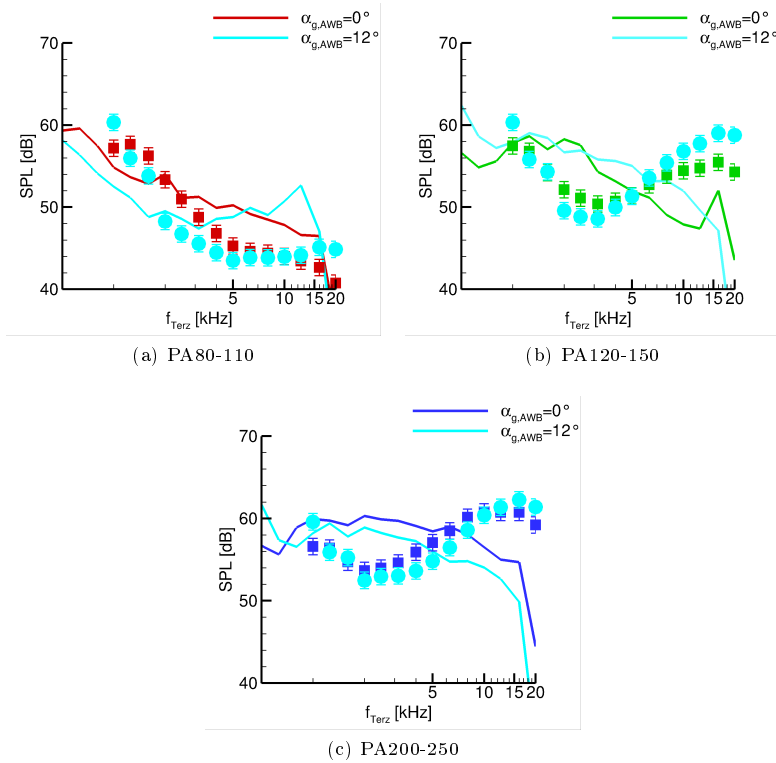 α_g,AWB=0°
α_g,AWB=12°
70
60
50
40
SPL [dB]
5 10 15 20
f_Terz [kHz]
(a) PA80-110
α_g,AWB=0°
α_g,AWB=12°
70
60
50
40
SPL [dB]
5 10 15 20
f_Terz [kHz]
(b) PA120-150
α_g,AWB=0°
α_g,AWB=12°
70
60
50
40
SPL [dB]
5 10 15 20
f_Terz [kHz]
(c) PA200-250